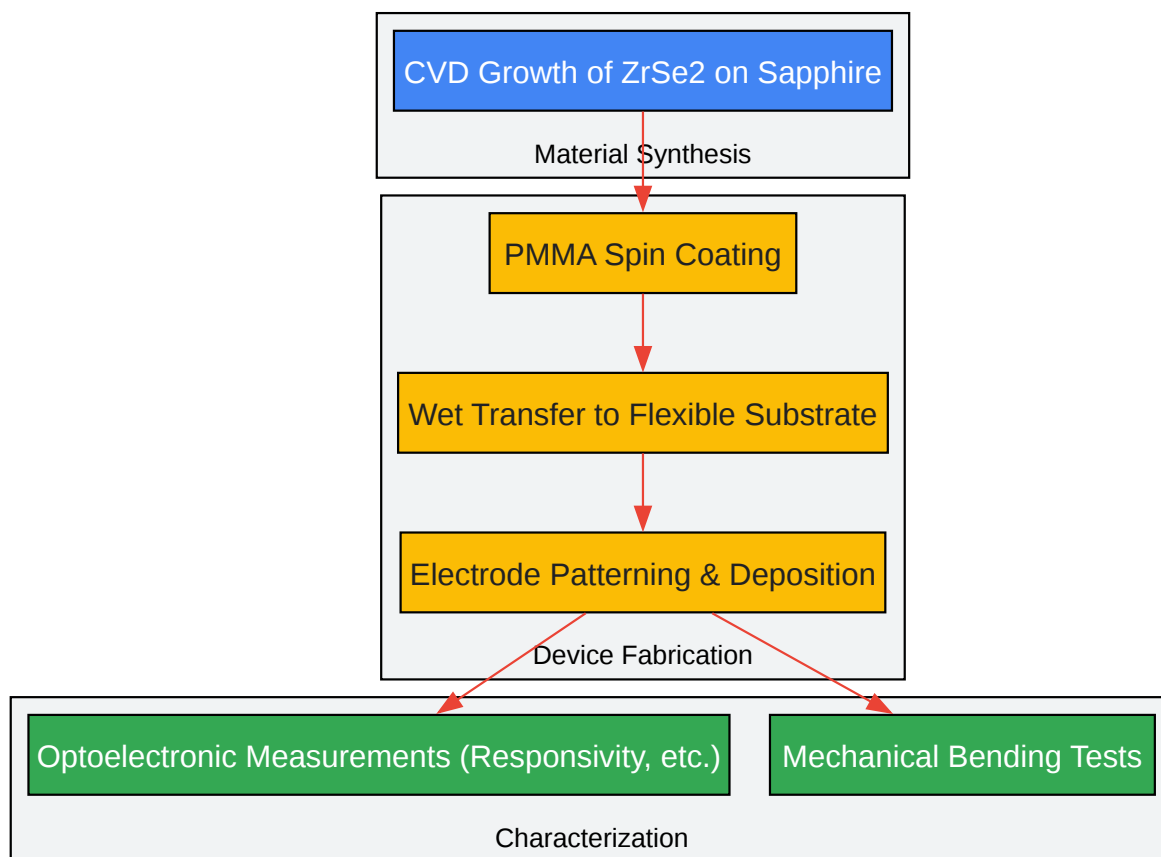 CVD Growth of ZrSe2 on Sapphire
Material Synthesis
PMMA Spin Coating
Wet Transfer to Flexible Substrate
Electrode Patterning & Deposition
Device Fabrication
Optoelectronic Measurements (Responsivity, etc.)
Mechanical Bending Tests
Characterization